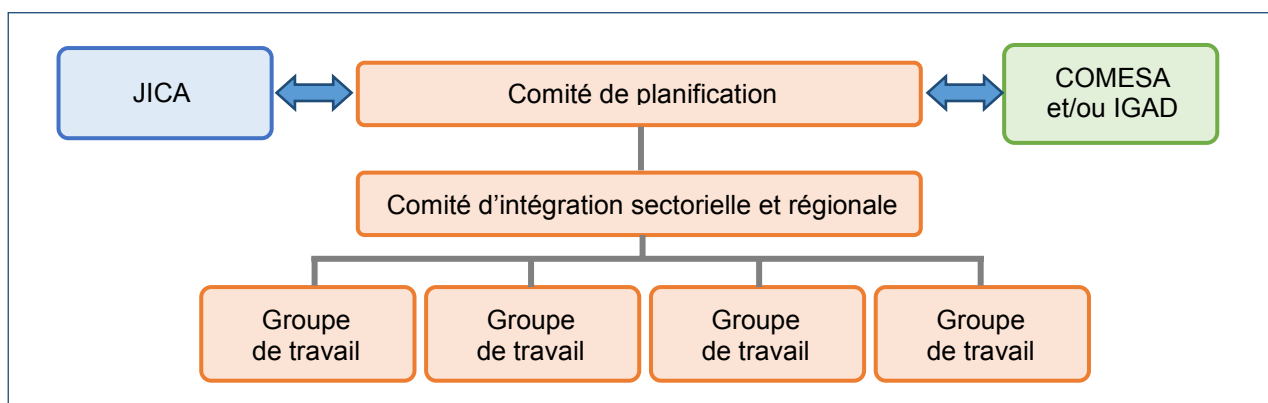 JICA
Comité de planification
COMESA
et/ou IGAD
Comité d’intégration sectorielle et régionale
Groupe
de travail
Groupe
de travail
Groupe
de travail
Groupe
de travail